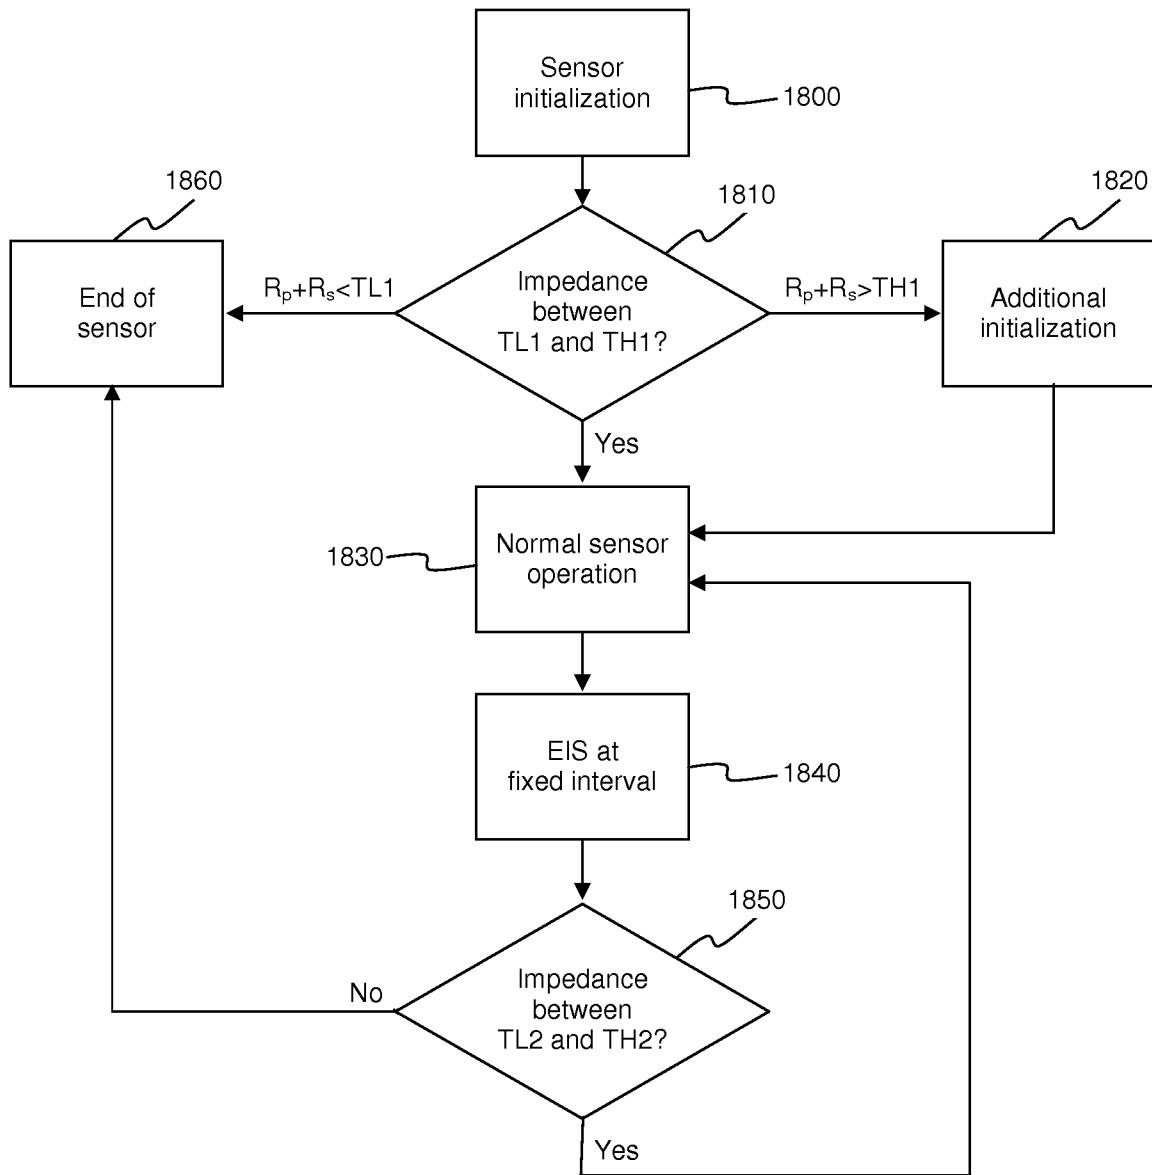 Sensor
initialization
1800
1860
1810
1820
End of
sensor
Rp+Rs<TL1
Impedance
between
TL1 and TH1?
Rp+Rs>TH1
Additional
initialization
Yes
1830
Normal sensor
operation
EIS at
fixed interval
1840
1850
No
Impedance
between
TL2 and TH2?
Yes